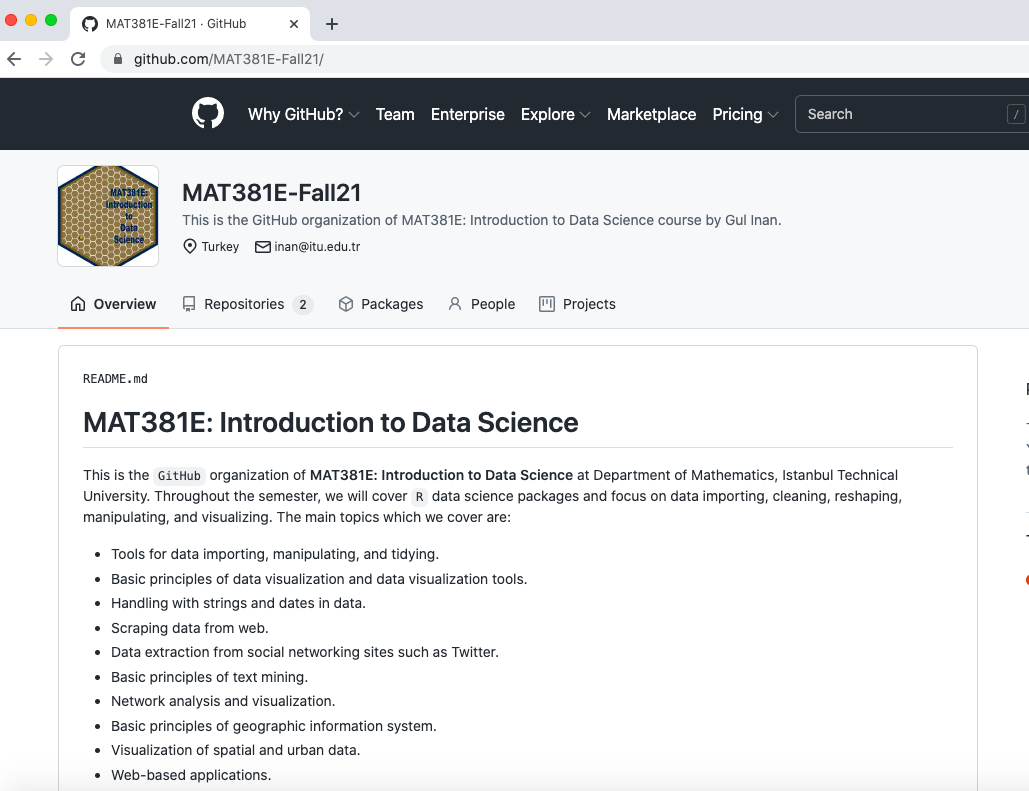 MAT381E-Fall21 · GitHub
github.com/MAT381E-Fall21/
Why GitHub? Team Enterprise Explore Marketplace Pricing Search /
MAT381E:
Introduction
to
Data
Science
MAT381E-Fall21
This is the GitHub organization of MAT381E: Introduction to Data Science course by Gul Inan.
Turkey inan@itu.edu.tr
Overview Repositories 2 Packages People Projects
README.md
MAT381E: Introduction to Data Science
This is the GitHub organization of MAT381E: Introduction to Data Science at Department of Mathematics, Istanbul Technical
University. Throughout the semester, we will cover R data science packages and focus on data importing, cleaning, reshaping,
manipulating, and visualizing. The main topics which we cover are:
• Tools for data importing, manipulating, and tidying.
• Basic principles of data visualization and data visualization tools.
• Handling with strings and dates in data.
• Scraping data from web.
• Data extraction from social networking sites such as Twitter.
• Basic principles of text mining.
• Network analysis and visualization.
• Basic principles of geographic information system.
• Visualization of spatial and urban data.
• Web-based applications.